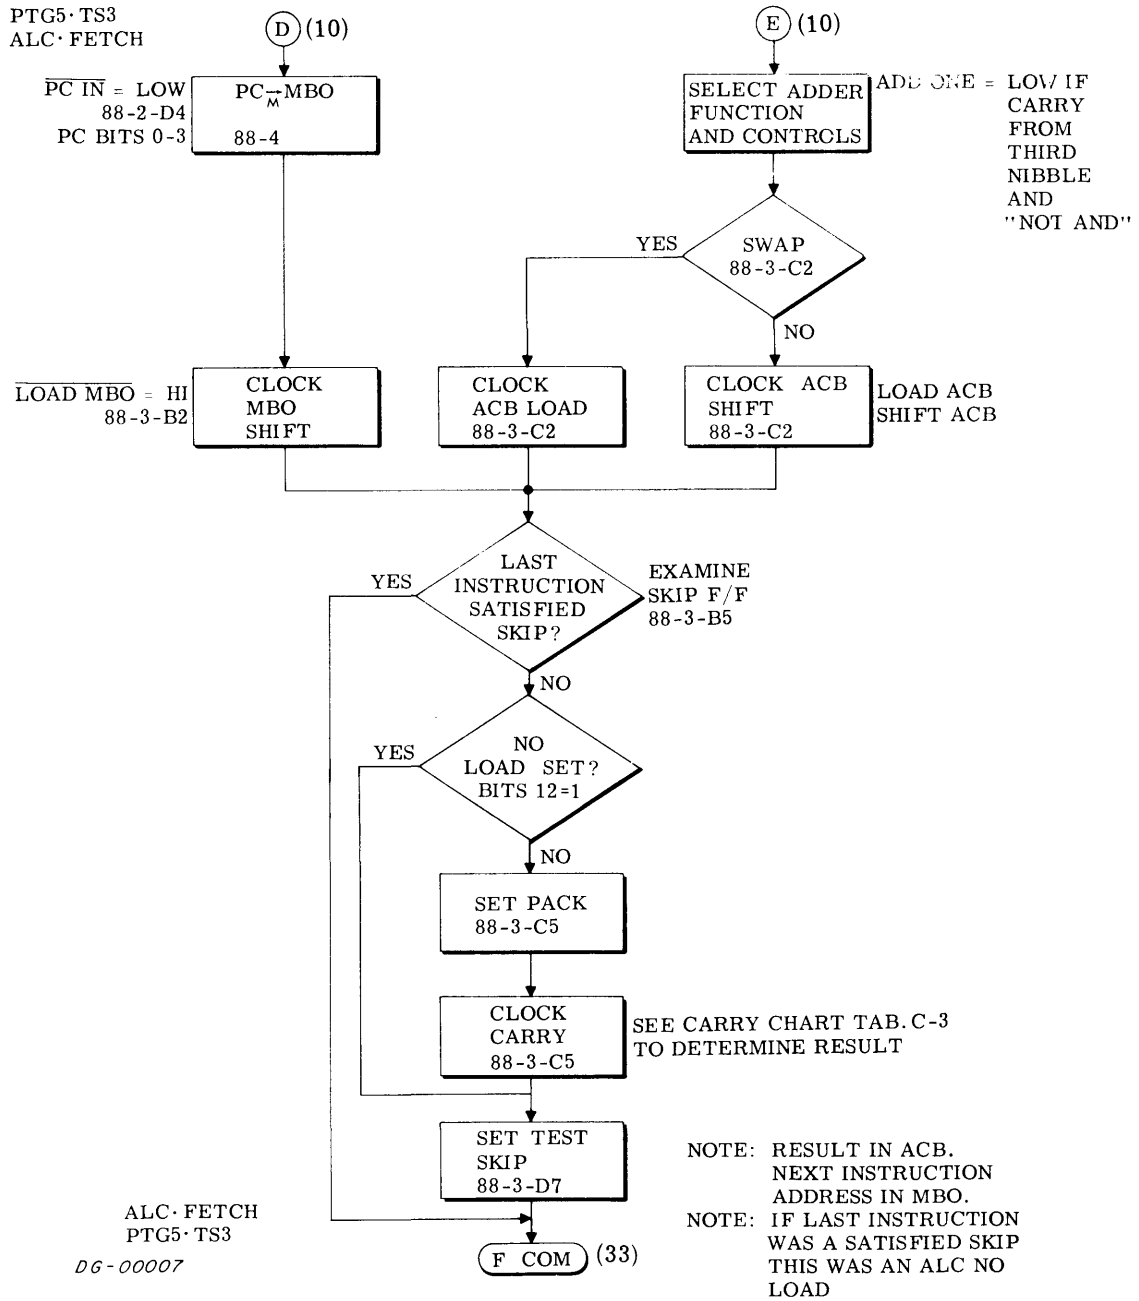 PTG5·TS3
ALC·FETCH
D (10)
E (10)
PC IN = LOW
88-2-D4
PC BITS 0-3
PC→MBO
M
88-4
SELECT ADDER
FUNCTION
AND CONTROLS
ADD ONE = LOW IF
CARRY
FROM
THIRD
NIBBLE
AND
"NOT AND"
YES
SWAP
88-3-C2
NO
LOAD MBO = HI
88-3-B2
CLOCK
MBO
SHIFT
CLOCK
ACB LOAD
88-3-C2
CLOCK ACB
SHIFT
88-3-C2
LOAD ACB
SHIFT ACB
YES
LAST
INSTRUCTION
SATISFIED
SKIP?
EXAMINE
SKIP F/F
88-3-B5
NO
YES
NO
LOAD SET?
BITS 12=1
NO
SET PACK
88-3-C5
CLOCK
CARRY
88-3-C5
SEE CARRY CHART TAB. C-3
TO DETERMINE RESULT
SET TEST
SKIP
88-3-D7
NOTE: RESULT IN ACB.
NEXT INSTRUCTION
ADDRESS IN MBO.
NOTE: IF LAST INSTRUCTION
WAS A SATISFIED SKIP
THIS WAS AN ALC NO
LOAD
ALC·FETCH
PTG5·TS3
DG-00007
F COM (33)